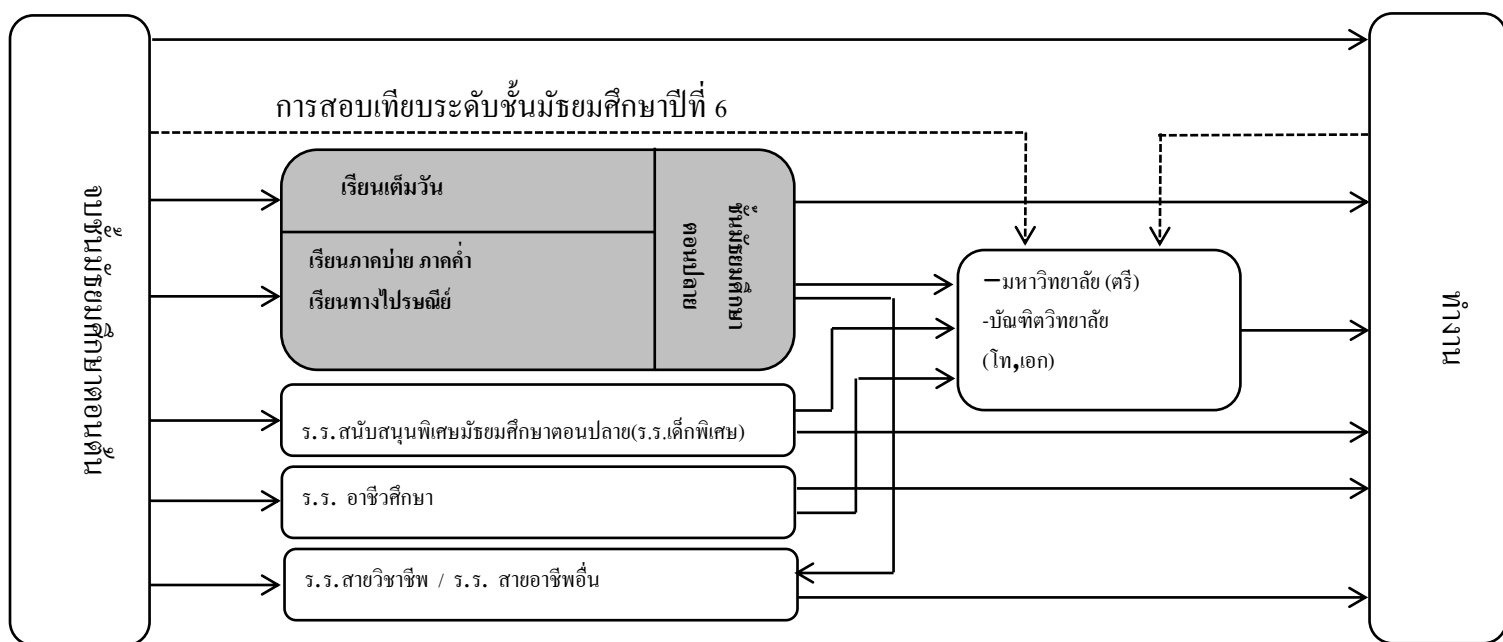 จบชั้นมัธยมศึกษาตอนต้น
การสอบเทียบระดับชั้นมัธยมศึกษาปีที่ 6
เรียนเต็มวัน
เรียนภาคบ่าย ภาคค่ำ
เรียนทางไปรษณีย์
ชั้นมัธยมศึกษา
ตอนปลาย
ร.ร.สนับสนุนพิเศษมัธยมศึกษาตอนปลาย(ร.ร.เด็กพิเศษ)
ร.ร. อาชีวศึกษา
ร.ร.สายวิชาชีพ / ร.ร. สายอาชีพอื่น
–มหาวิทยาลัย (ตรี)
-บัณฑิตวิทยาลัย
(โท,เอก)
ทำงาน